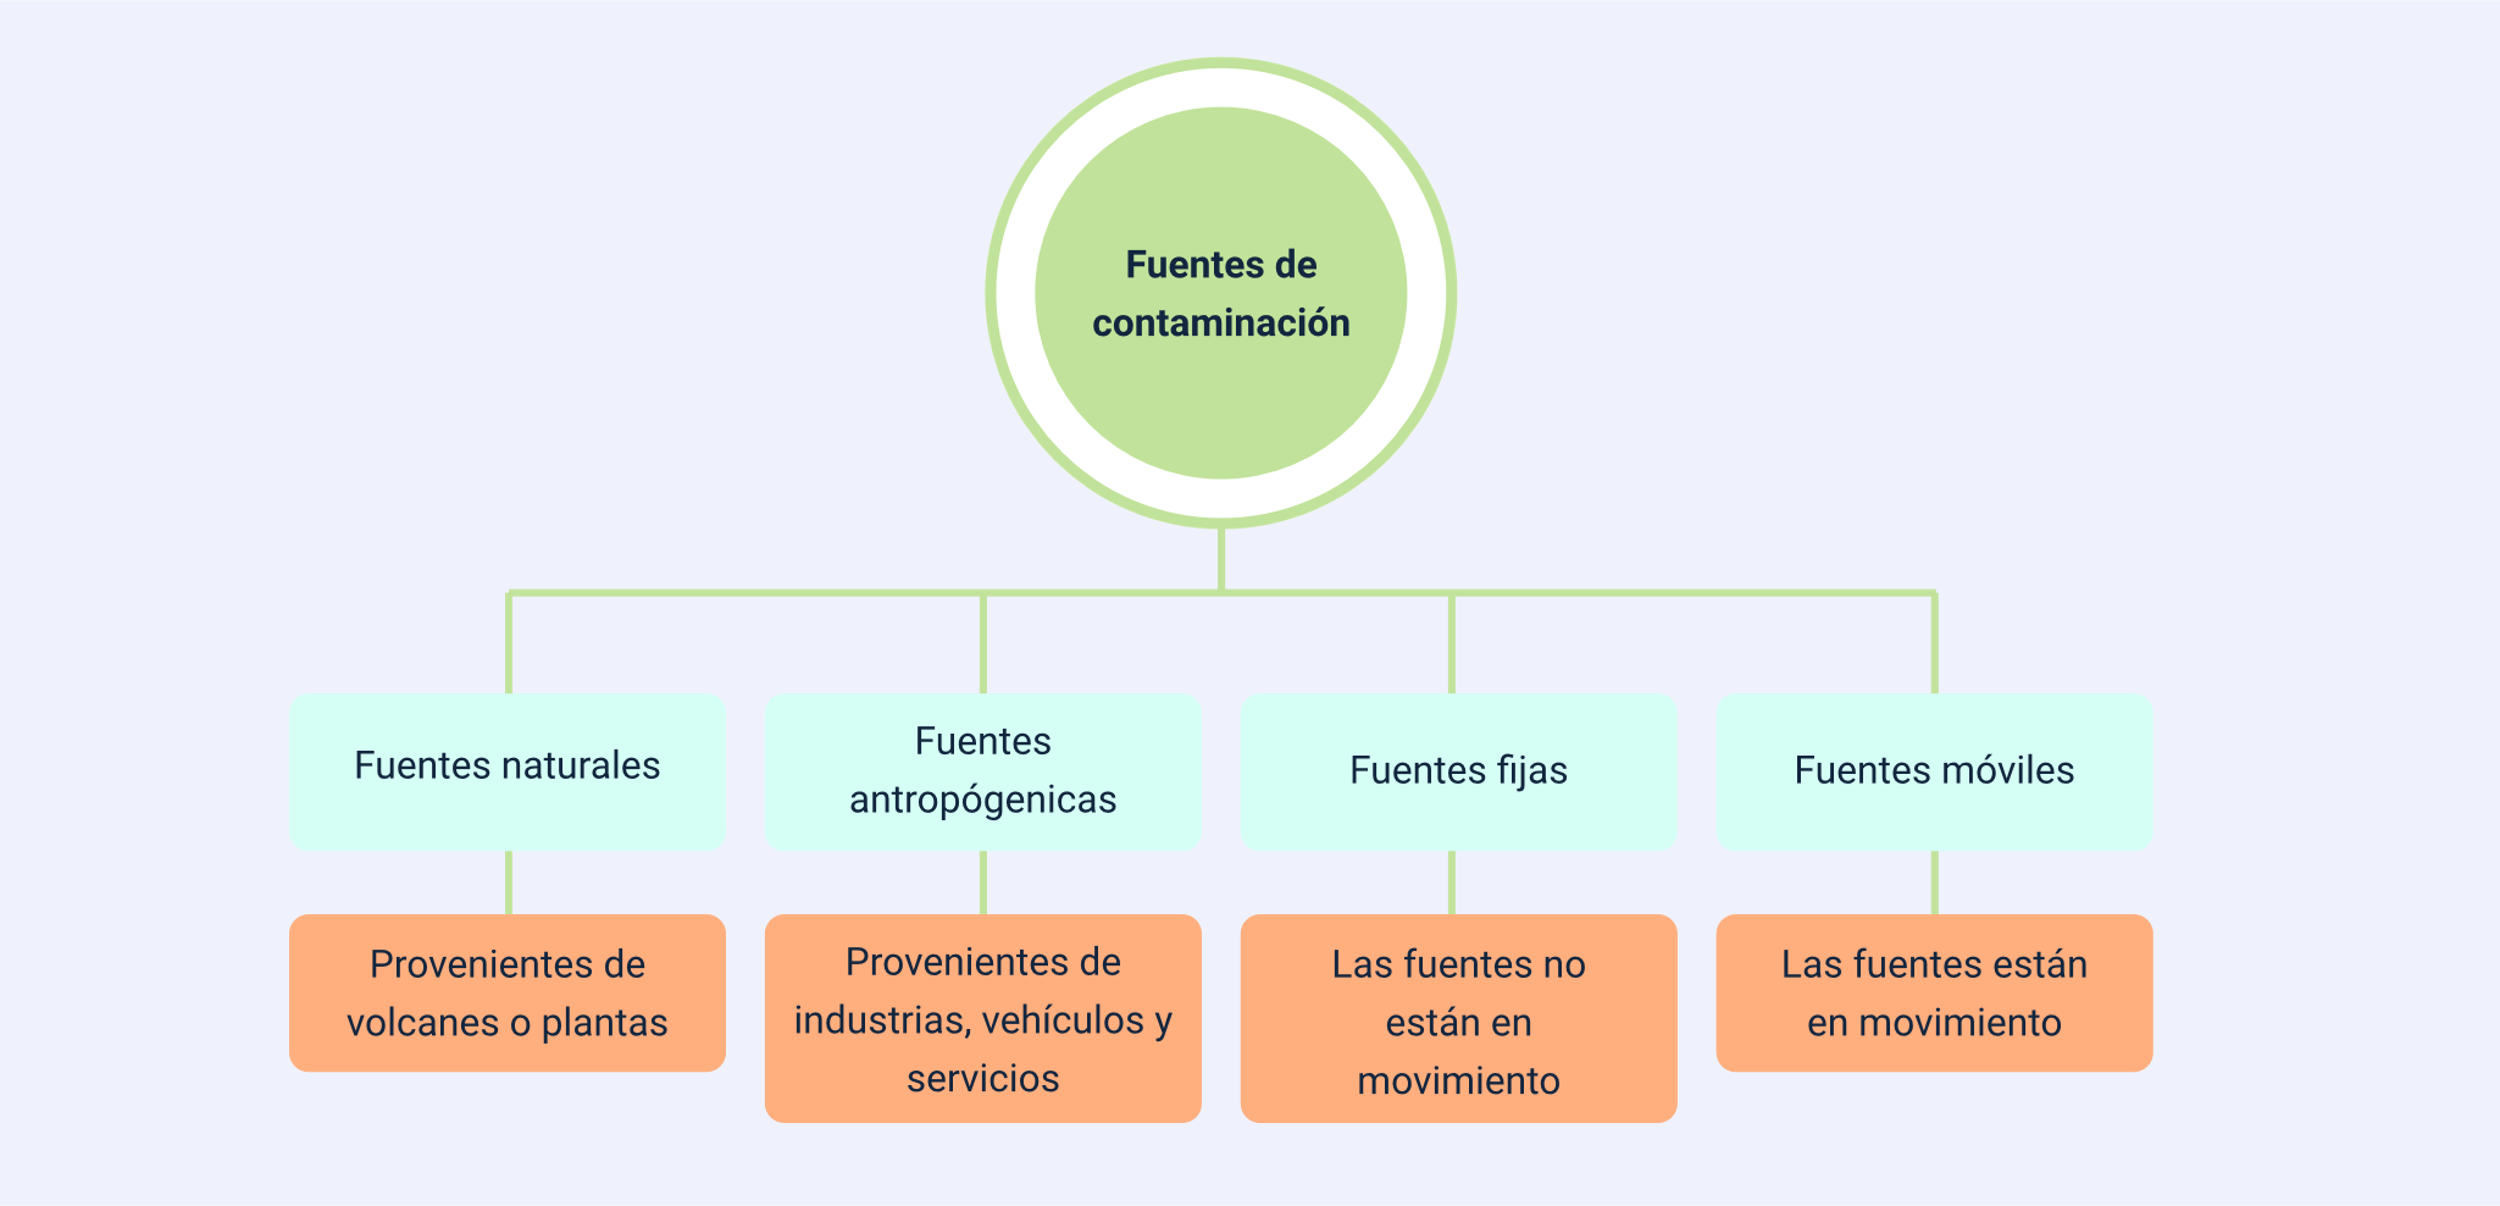 Fuentes de
contaminación
Fuentes naturales
Fuentes
antropógenicas
Fuentes fijas
Fuentes móviles
Provenientes de
volcanes o plantas
Provenientes de
industrias, vehículos y
servicios
Las fuentes no
están en
movimiento
Las fuentes están
en movimiento